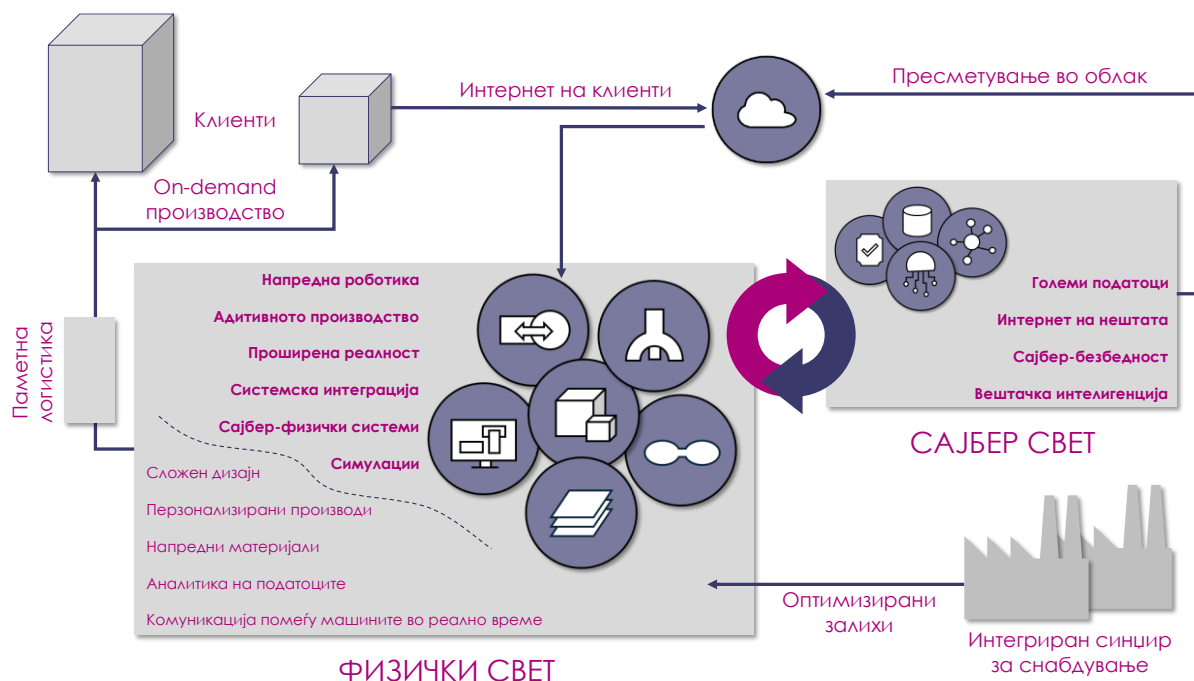 Клиенти
Интернет на клиенти
Пресметување во облак
On-demand
производство
Паметна
логистика
Напредна роботика
Адитивното производство
Проширена реалност
Системска интеграција
Сајбер-физички системи
Симулации
Сложен дизајн
Перзонализирани производи
Напредни материјали
Аналитика на податоците
Комуникација помеѓу машините во реално време
ФИЗИЧКИ СВЕТ
Големи податоци
Интернет на нештата
Сајбер-безбедност
Вештачка интелигенција
САЈБЕР СВЕТ
Оптимизирани
залихи
Интегриран синџир
за снабдување